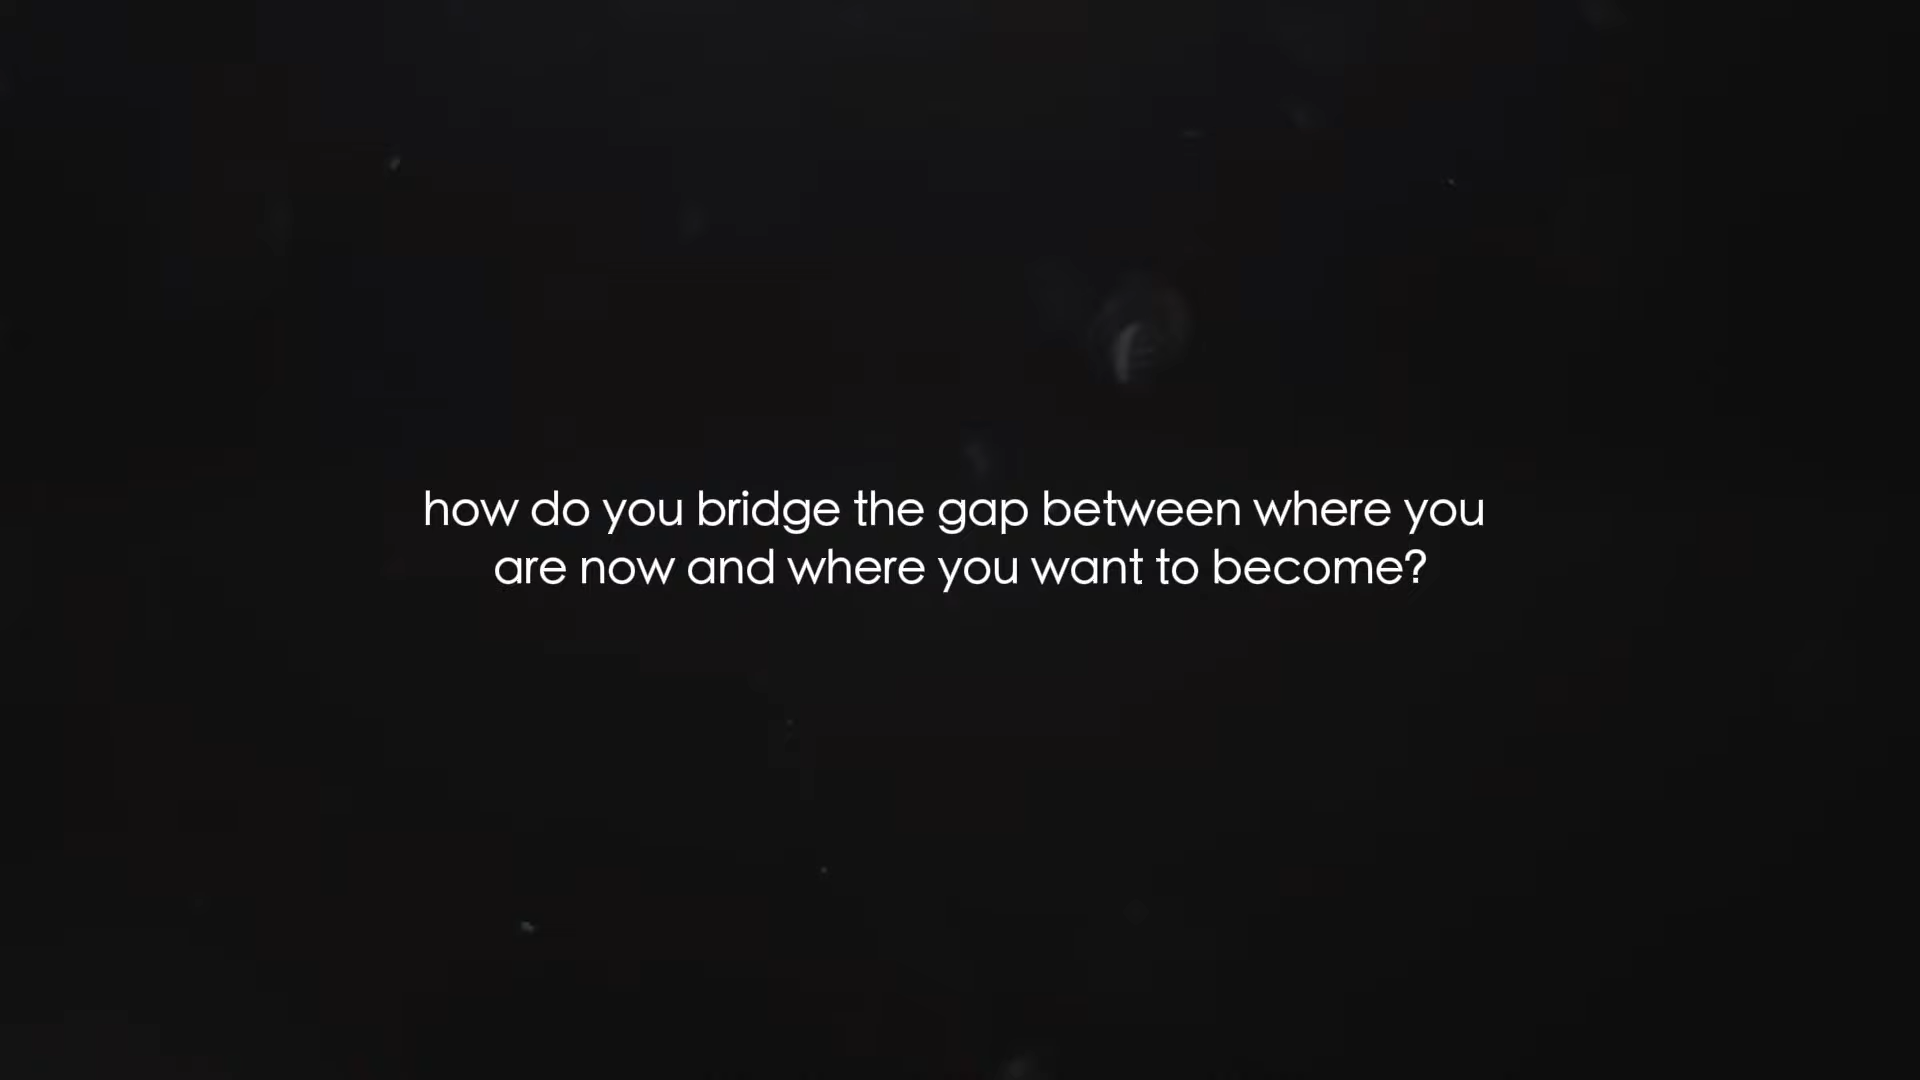 how do you bridge the gap between where you
are now and where you want to become?